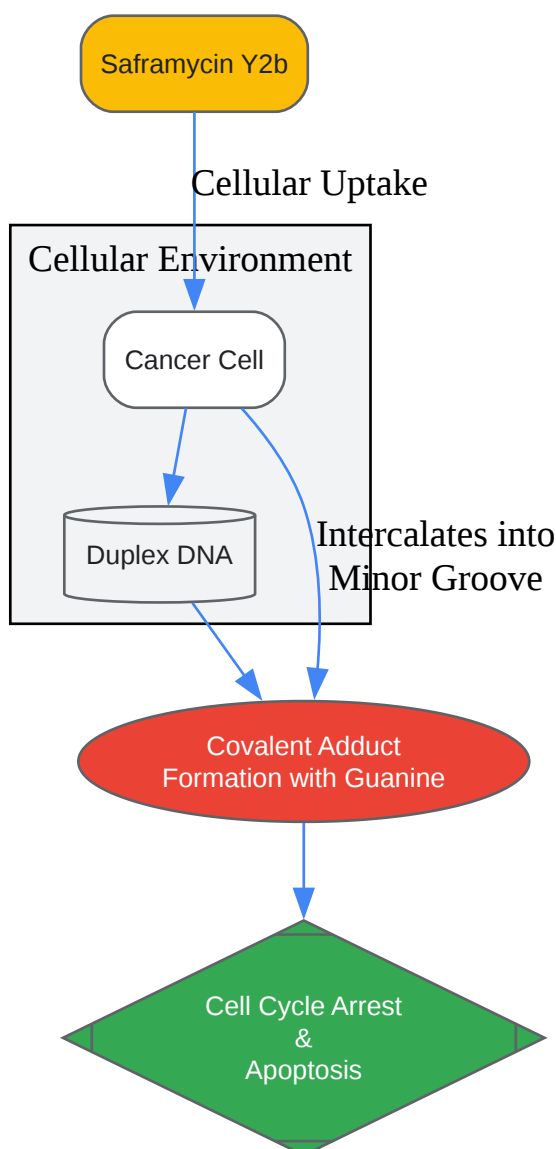 Saframycin Y2b
Cellular Uptake
Cellular Environment
Cancer Cell
Intercalates into
Minor Groove
Duplex DNA
Covalent Adduct
Formation with Guanine
Cell Cycle Arrest
&
Apoptosis